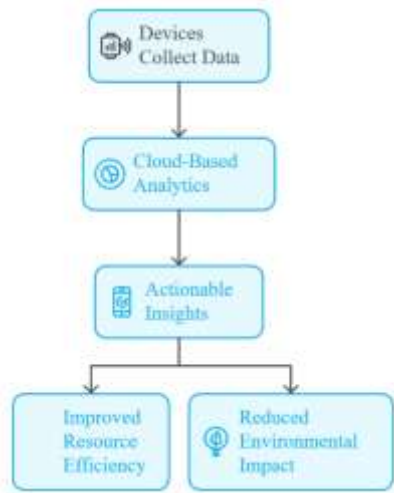 Devices
Collect Data
Cloud-Based
Analytics
Actionable
Insights
Improved
Resource
Efficiency
Reduced
Environmental
Impact